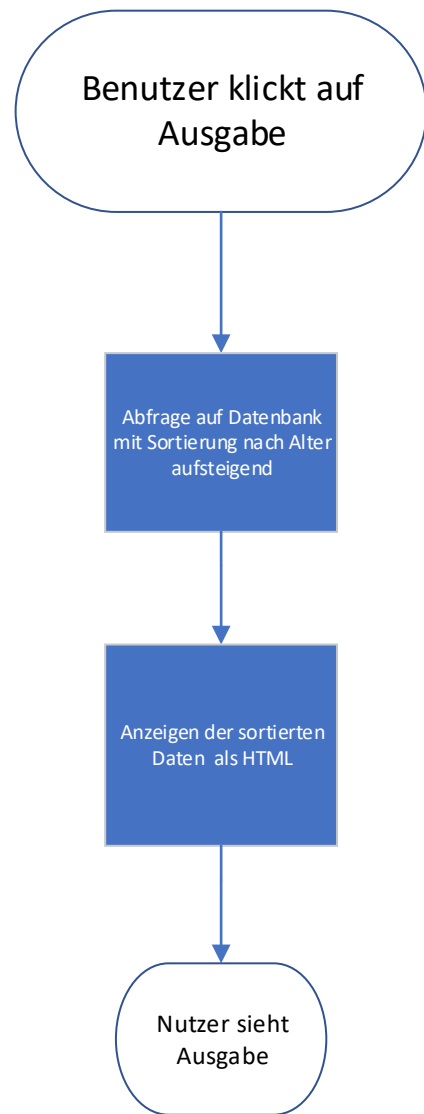 Benutzer klickt auf
Ausgabe
Abfrage auf Datenbank
mit Sortierung nach Alter
aufsteigend
Anzeigen der sortierten
Daten als HTML
Nutzer sieht
Ausgabe